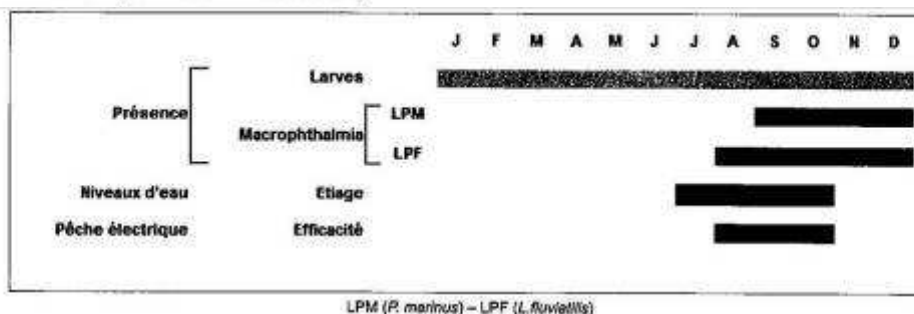 J F M A M J J A S O N D
Larves
Présence
LPM
Macrophthalmia
LPF
Niveaux d'eau Etiage
Pêche électrique Efficacité
LPM (P. marinus) – LPF (L.fluviatilis)